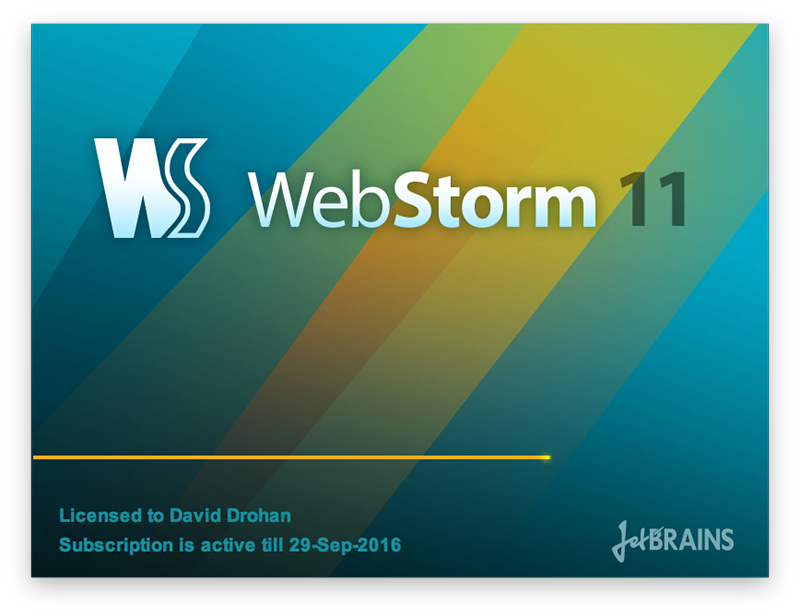 WS WebStorm 11
Licensed to David Drohan
Subscription is active till 29-Sep-2016
JetBRAINS